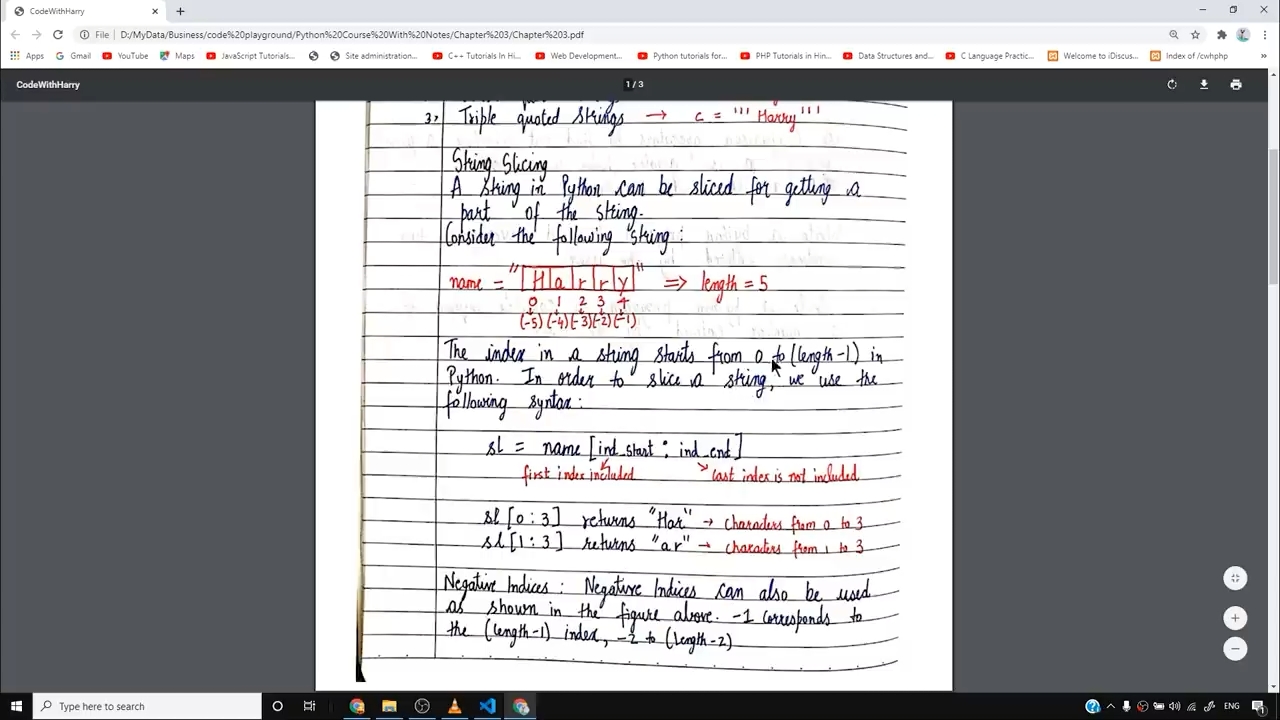 CodeWithHarry
File | D:/MyData/Business/code%20playground/Python%20Course%20With%20Notes/Chapter%203/Chapter%203.pdf
Apps Gmail YouTube Maps JavaScript Tutorials... Site administration... C++ Tutorials In Hi... Web Development... Python tutorials for... PHP Tutorials in Hin... Data Structures and... C Language Practic... Welcome to iDiscus... Index of /cwhphp
CodeWithHarry 1 / 3
3, Triple quoted strings → c = ''' Harry '''
String Slicing
A string in Python can be sliced for getting a
part of the string.
Consider the following string :
name = "Harry" ⇒ length = 5
0 1 2 3 4
(-5) (-4) (-3) (-2) (-1)
The index in a string starts from 0 to (length-1) in
Python. In order to slice a string, we use the
following syntax :
sl = name [ind_start : ind_end]
first index included last index is not included
sl [0 : 3] returns "Har" → characters from 0 to 3
sl [1 : 3] returns "ar" → characters from 1 to 3
Negative Indices : Negative Indices can also be used
as shown in the figure above. -1 corresponds to
the (length-1) index, -2 to (length-2)
Type here to search ENG